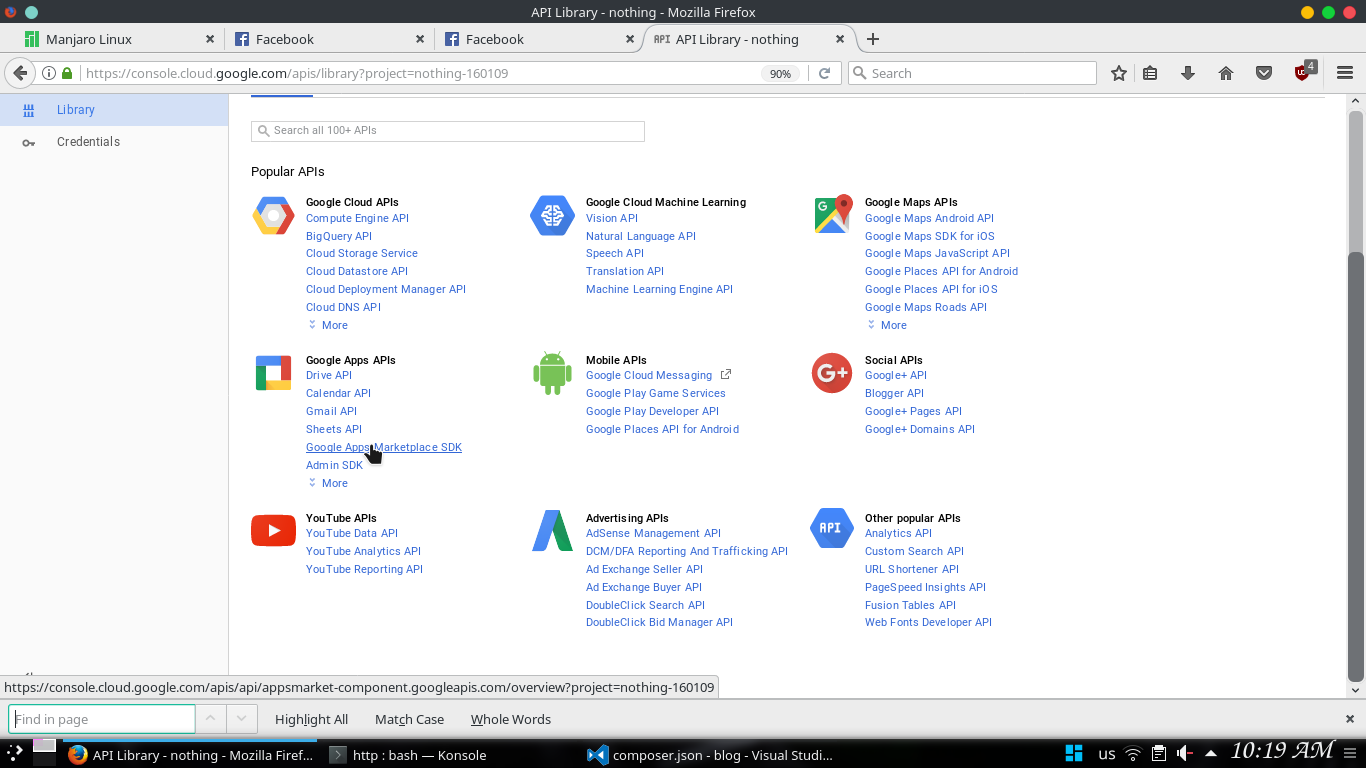 API Library - nothing - Mozilla Firefox
Manjaro Linux
Facebook
Facebook
API API Library - nothing
https://console.cloud.google.com/apis/library?project=nothing-160109
90%
Search
4
Library
Credentials
Search all 100+ APIs
Popular APIs
Google Cloud APIs
Compute Engine API
BigQuery API
Cloud Storage Service
Cloud Datastore API
Cloud Deployment Manager API
Cloud DNS API
More
Google Cloud Machine Learning
Vision API
Natural Language API
Speech API
Translation API
Machine Learning Engine API
G
Google Maps APIs
Google Maps Android API
Google Maps SDK for iOS
Google Maps JavaScript API
Google Places API for Android
Google Places API for iOS
Google Maps Roads API
More
Google Apps APIs
Drive API
Calendar API
Gmail API
Sheets API
Google Apps Marketplace SDK
Admin SDK
More
Mobile APIs
Google Cloud Messaging
Google Play Game Services
Google Play Developer API
Google Places API for Android
G+
Social APIs
Google+ API
Blogger API
Google+ Pages API
Google+ Domains API
YouTube APIs
YouTube Data API
YouTube Analytics API
YouTube Reporting API
Advertising APIs
AdSense Management API
DCM/DFA Reporting And Trafficking API
Ad Exchange Seller API
Ad Exchange Buyer API
DoubleClick Search API
DoubleClick Bid Manager API
API
Other popular APIs
Analytics API
Custom Search API
URL Shortener API
PageSpeed Insights API
Fusion Tables API
Web Fonts Developer API
https://console.cloud.google.com/apis/api/appsmarket-component.googleapis.com/overview?project=nothing-160109
Find in page
Highlight All
Match Case
Whole Words
API Library - nothing - Mozilla Firef...
http : bash — Konsole
composer.json - blog - Visual Studi...
us
10:19 AM